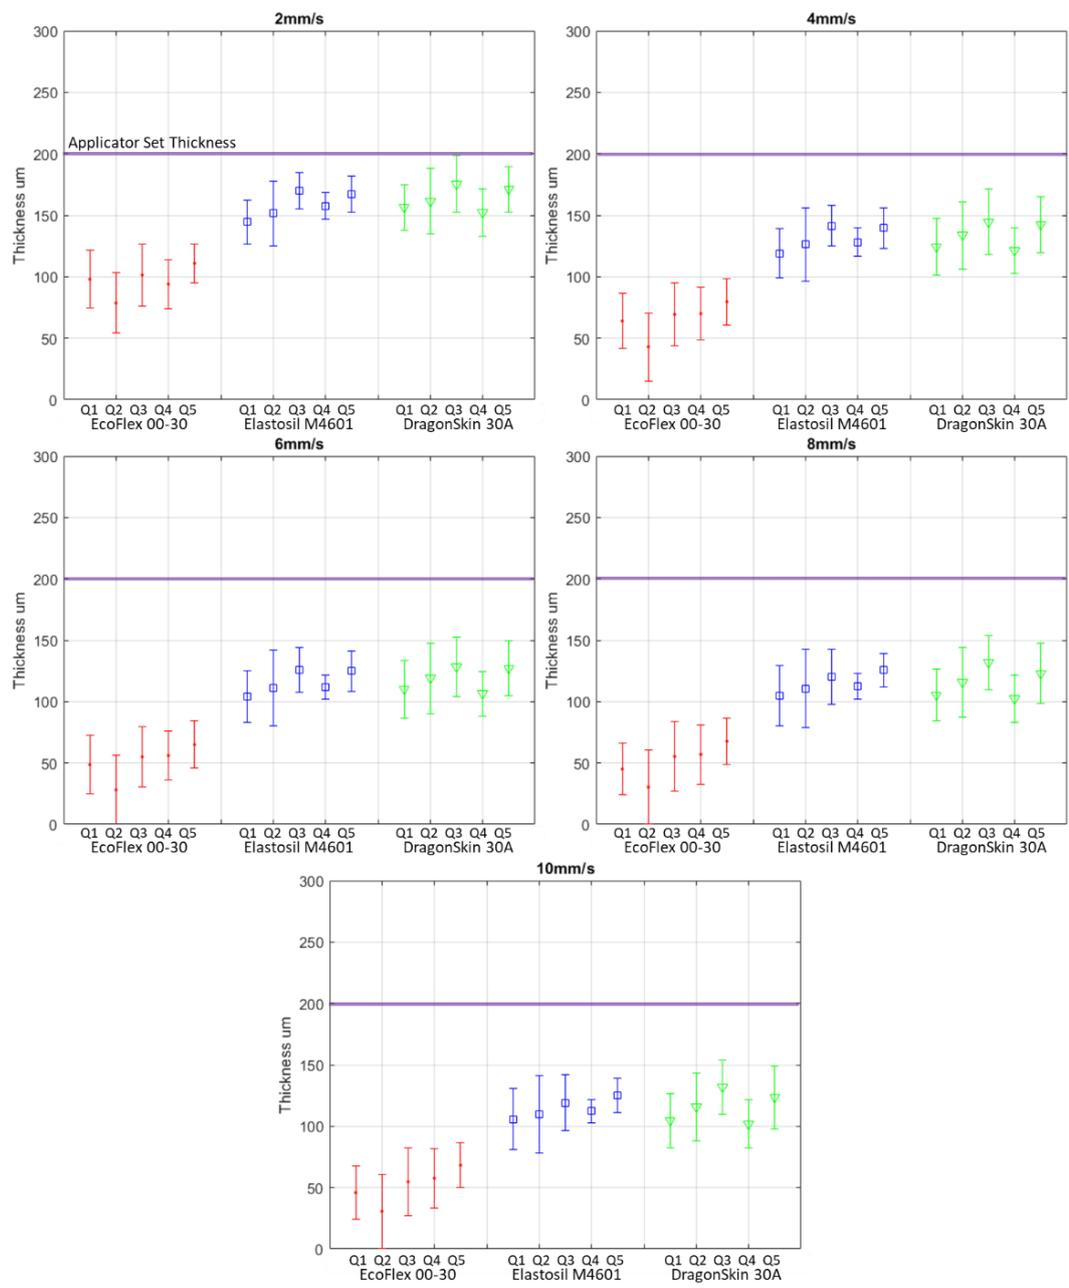 2mm/s
300
250
Applicator Set Thickness
200
150
100
50
0
Thickness um
Q1 Q2 Q3 Q4 Q5 Q1 Q2 Q3 Q4 Q5 Q1 Q2 Q3 Q4 Q5
EcoFlex 00-30 Elastosil M4601 DragonSkin 30A
4mm/s
300
250
200
150
100
50
0
Thickness um
Q1 Q2 Q3 Q4 Q5 Q1 Q2 Q3 Q4 Q5 Q1 Q2 Q3 Q4 Q5
EcoFlex 00-30 Elastosil M4601 DragonSkin 30A
6mm/s
300
250
200
150
100
50
0
Thickness um
Q1 Q2 Q3 Q4 Q5 Q1 Q2 Q3 Q4 Q5 Q1 Q2 Q3 Q4 Q5
EcoFlex 00-30 Elastosil M4601 DragonSkin 30A
8mm/s
300
250
200
150
100
50
0
Thickness um
Q1 Q2 Q3 Q4 Q5 Q1 Q2 Q3 Q4 Q5 Q1 Q2 Q3 Q4 Q5
EcoFlex 00-30 Elastosil M4601 DragonSkin 30A
10mm/s
300
250
200
150
100
50
0
Thickness um
Q1 Q2 Q3 Q4 Q5 Q1 Q2 Q3 Q4 Q5 Q1 Q2 Q3 Q4 Q5
EcoFlex 00-30 Elastosil M4601 DragonSkin 30A